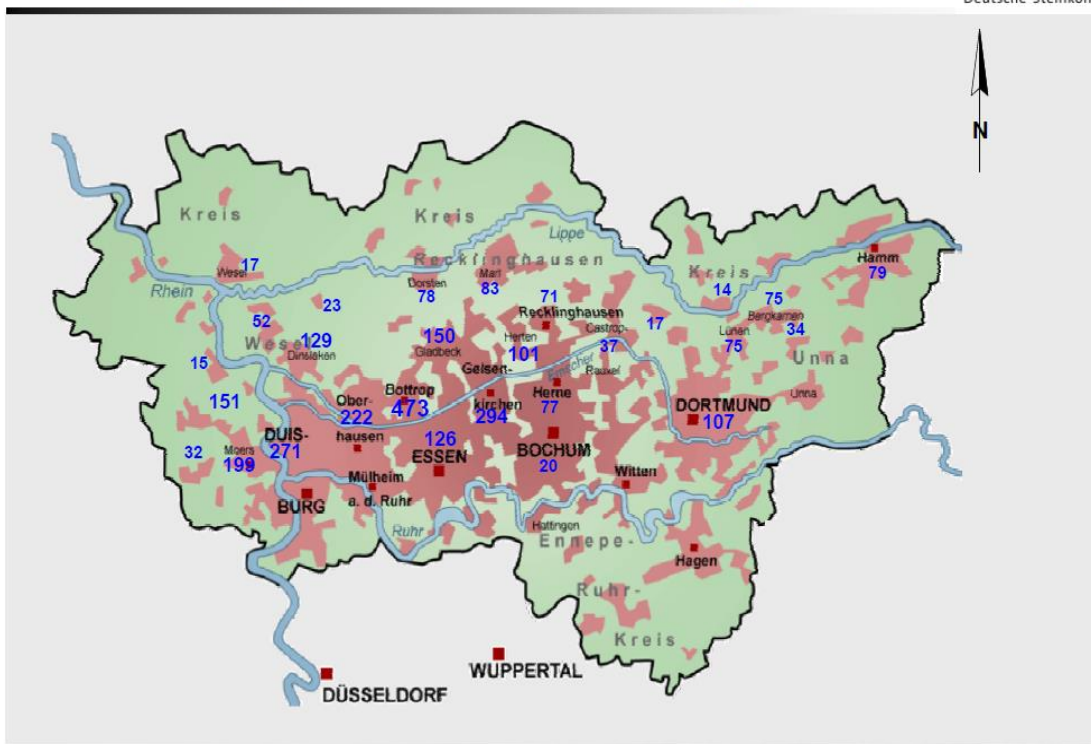 N
Kreis
Kreis
Lippe
Recklinghausen
Kreis
Hamm
79
Wesel
17
Rhein
Dorsten
78
Marl
83
71
14
75
23
Bergkamen
52
Recklinghausen
17
Lünen
34
Wesel
129
150
Herten
Castrop-
75
Dinslaken
Gladbeck
101
37
Unna
15
Gelsen-
Emscher
Rauxel
151
Ober-
Bottrop
kirchen
Herne
Unna
222
473
294
77
DORTMUND
107
DUIS-
hausen
126
BOCHUM
32
Moers
271
ESSEN
20
199
Mülheim
Witten
BURG
a. d. Ruhr
Ruhr
Hattingen
Ennepe-
Hagen
Ruhr-
Kreis
WUPPERTAL
DÜSSELDORF